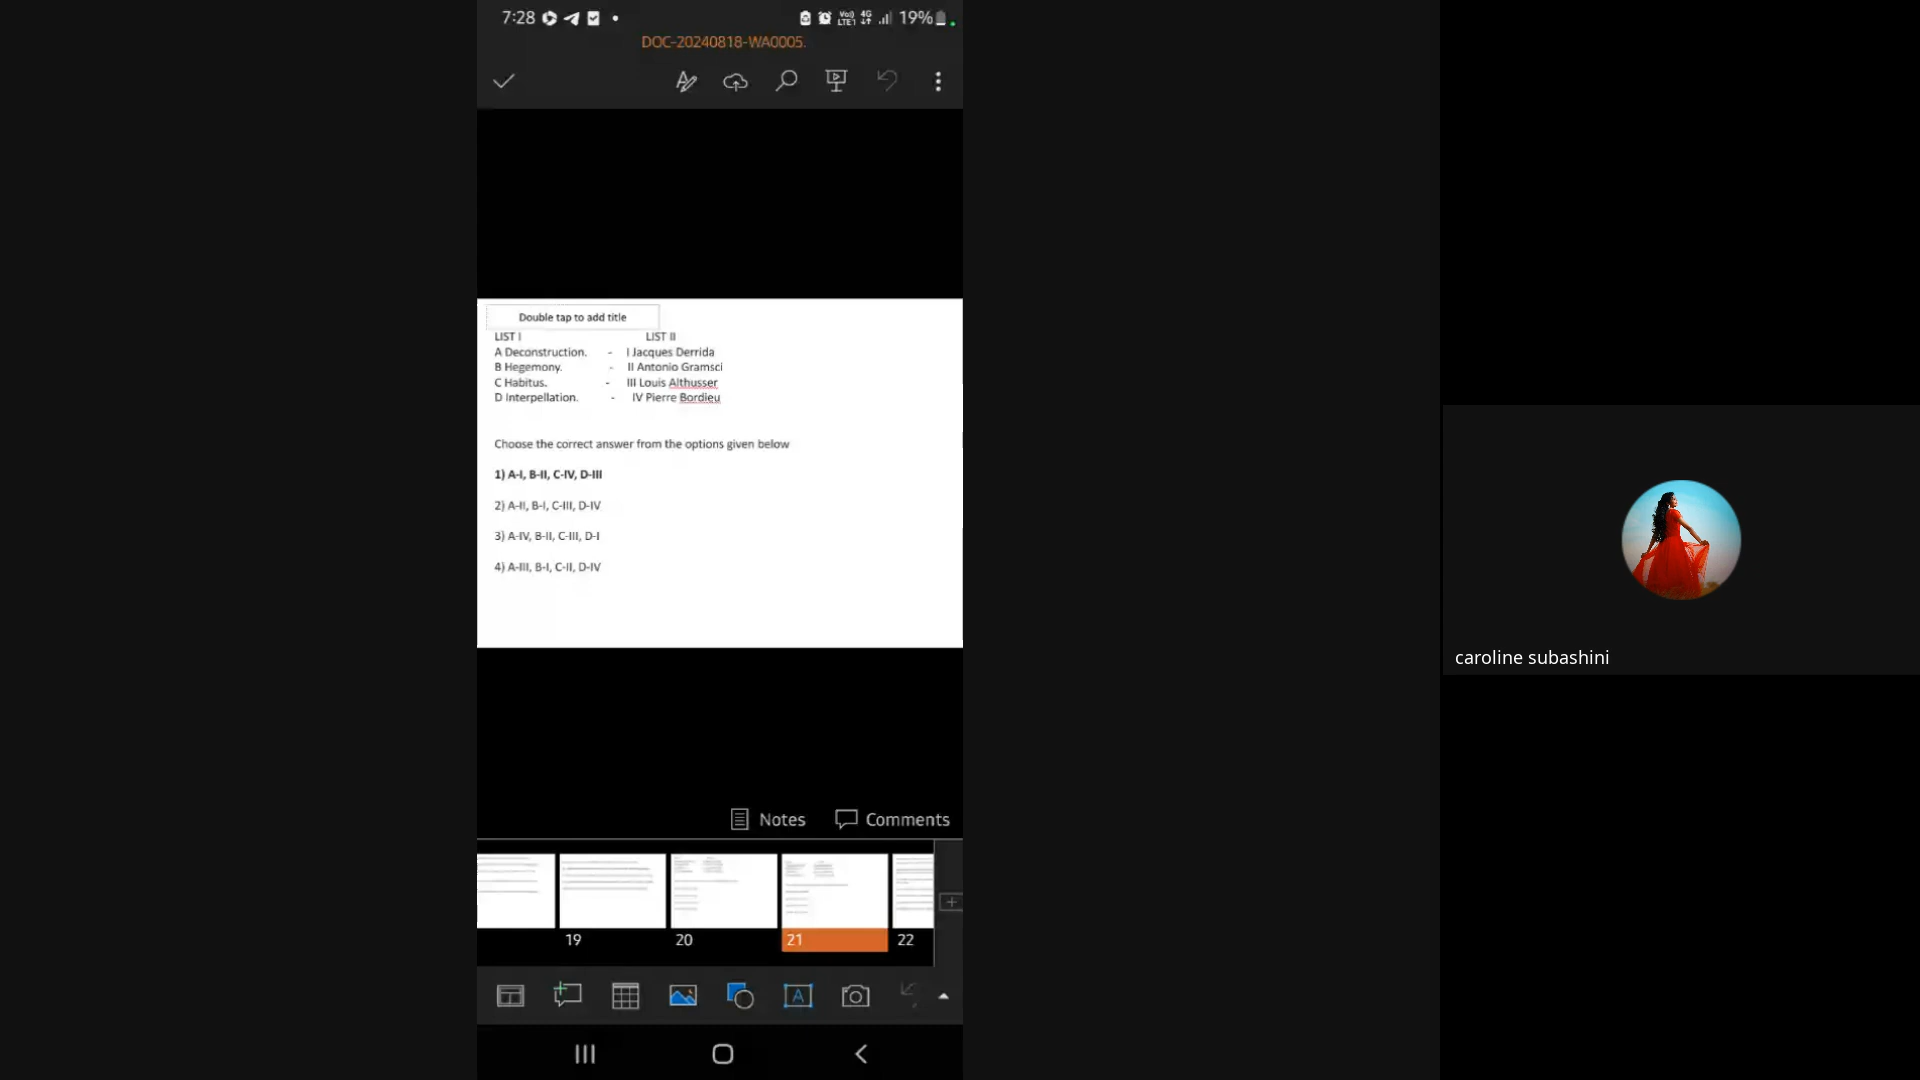 7:28 Vo) LTE1 4G 19%
DOC-20240818-WA0005.
Double tap to add title
LIST I LIST II
A Deconstruction. - I Jacques Derrida
B Hegemony. - II Antonio Gramsci
C Habitus. - III Louis Althusser
D Interpellation. - IV Pierre Bordieu
Choose the correct answer from the options given below
1) A-I, B-II, C-IV, D-III
2) A-II, B-I, C-III, D-IV
3) A-IV, B-II, C-III, D-I
4) A-III, B-I, C-II, D-IV
caroline subashini
Notes Comments
19 20 21 22